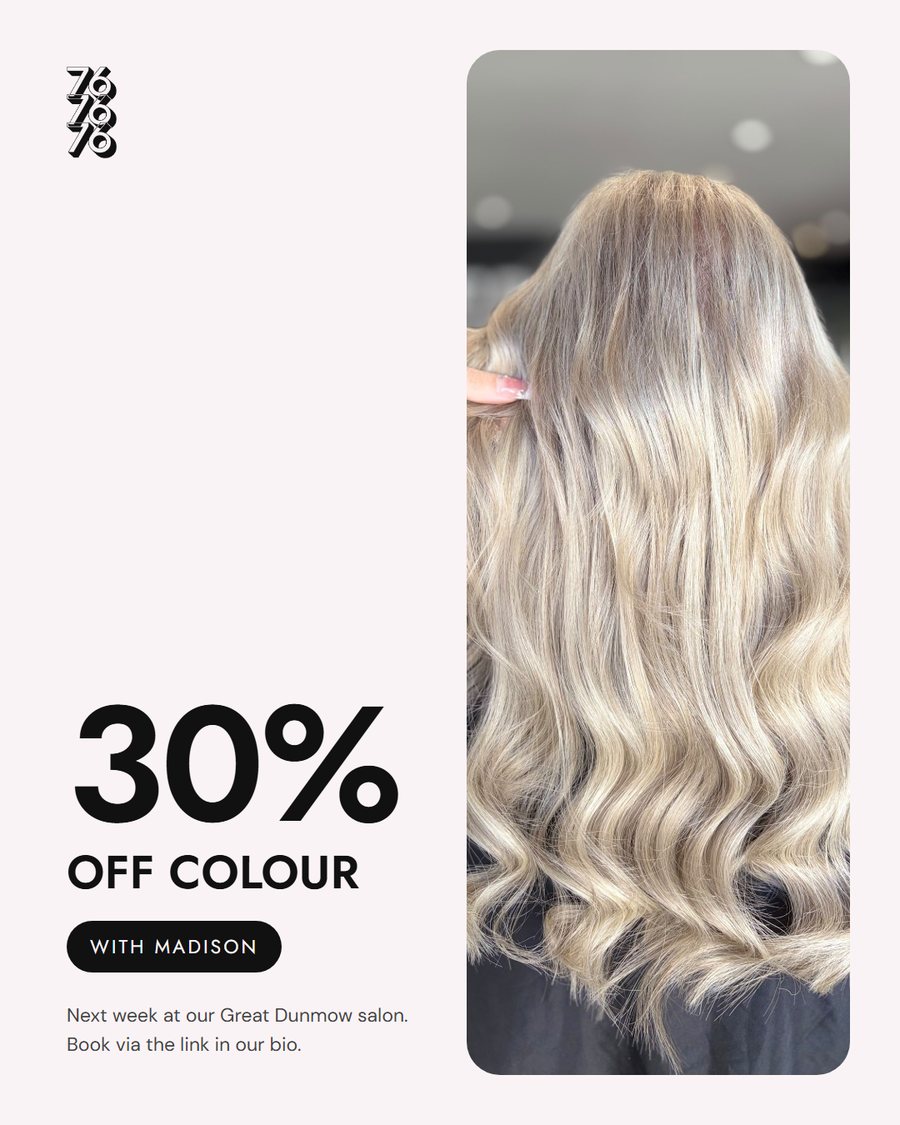 76
76
76
30%
OFF COLOUR
WITH MADISON
Next week at our Great Dunmow salon.
Book via the link in our bio.